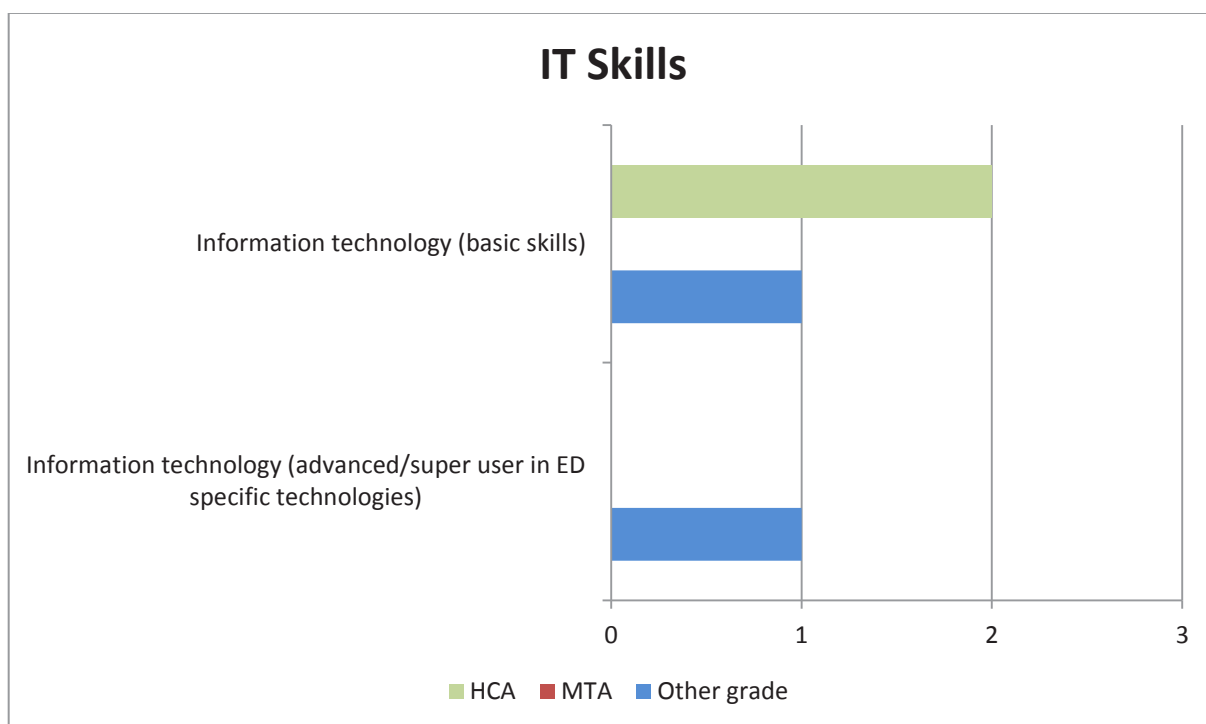 IT Skills
Information technology (basic skills)
Information technology (advanced/super user in ED
specific technologies)
0 1 2 3
HCA MTA Other grade